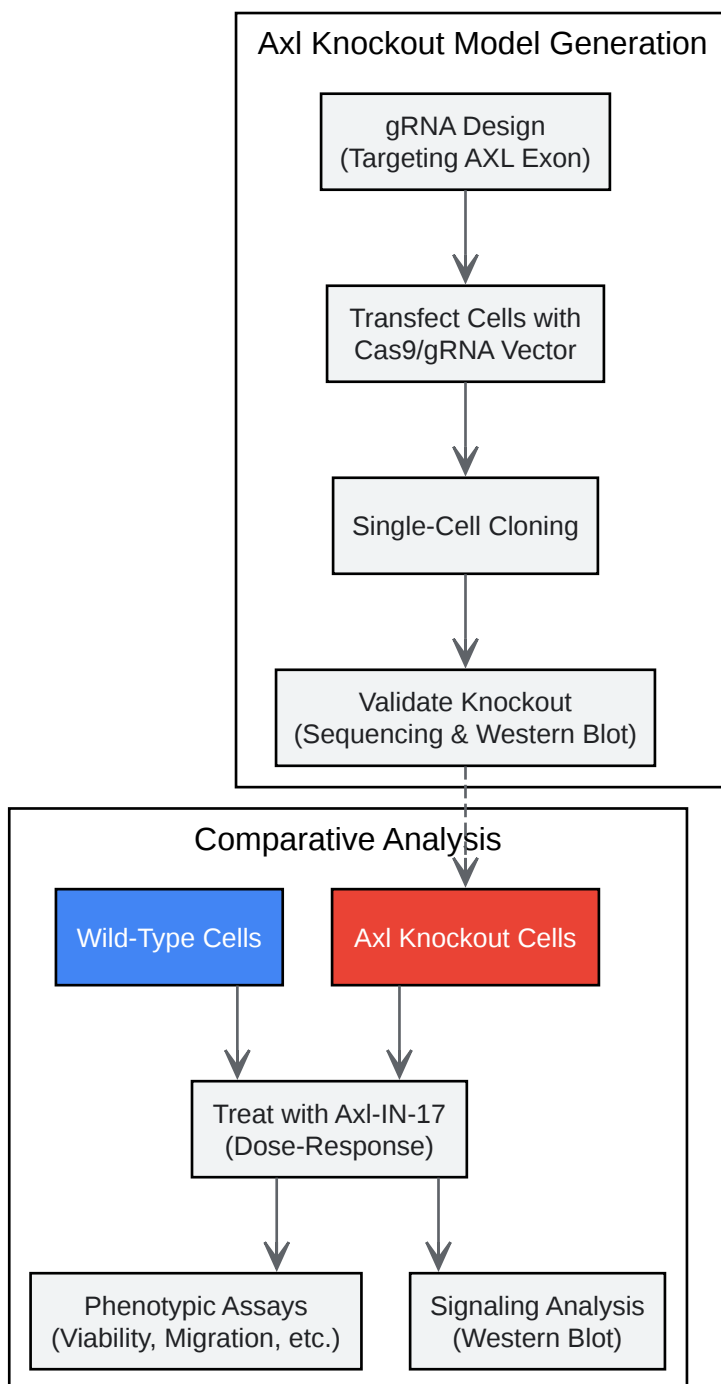 Axl Knockout Model Generation
gRNA Design
(Targeting AXL Exon)
Transfect Cells with
Cas9/gRNA Vector
Single-Cell Cloning
Validate Knockout
(Sequencing & Western Blot)
Comparative Analysis
Wild-Type Cells
Axl Knockout Cells
Treat with Axl-IN-17
(Dose-Response)
Phenotypic Assays
(Viability, Migration, etc.)
Signaling Analysis
(Western Blot)